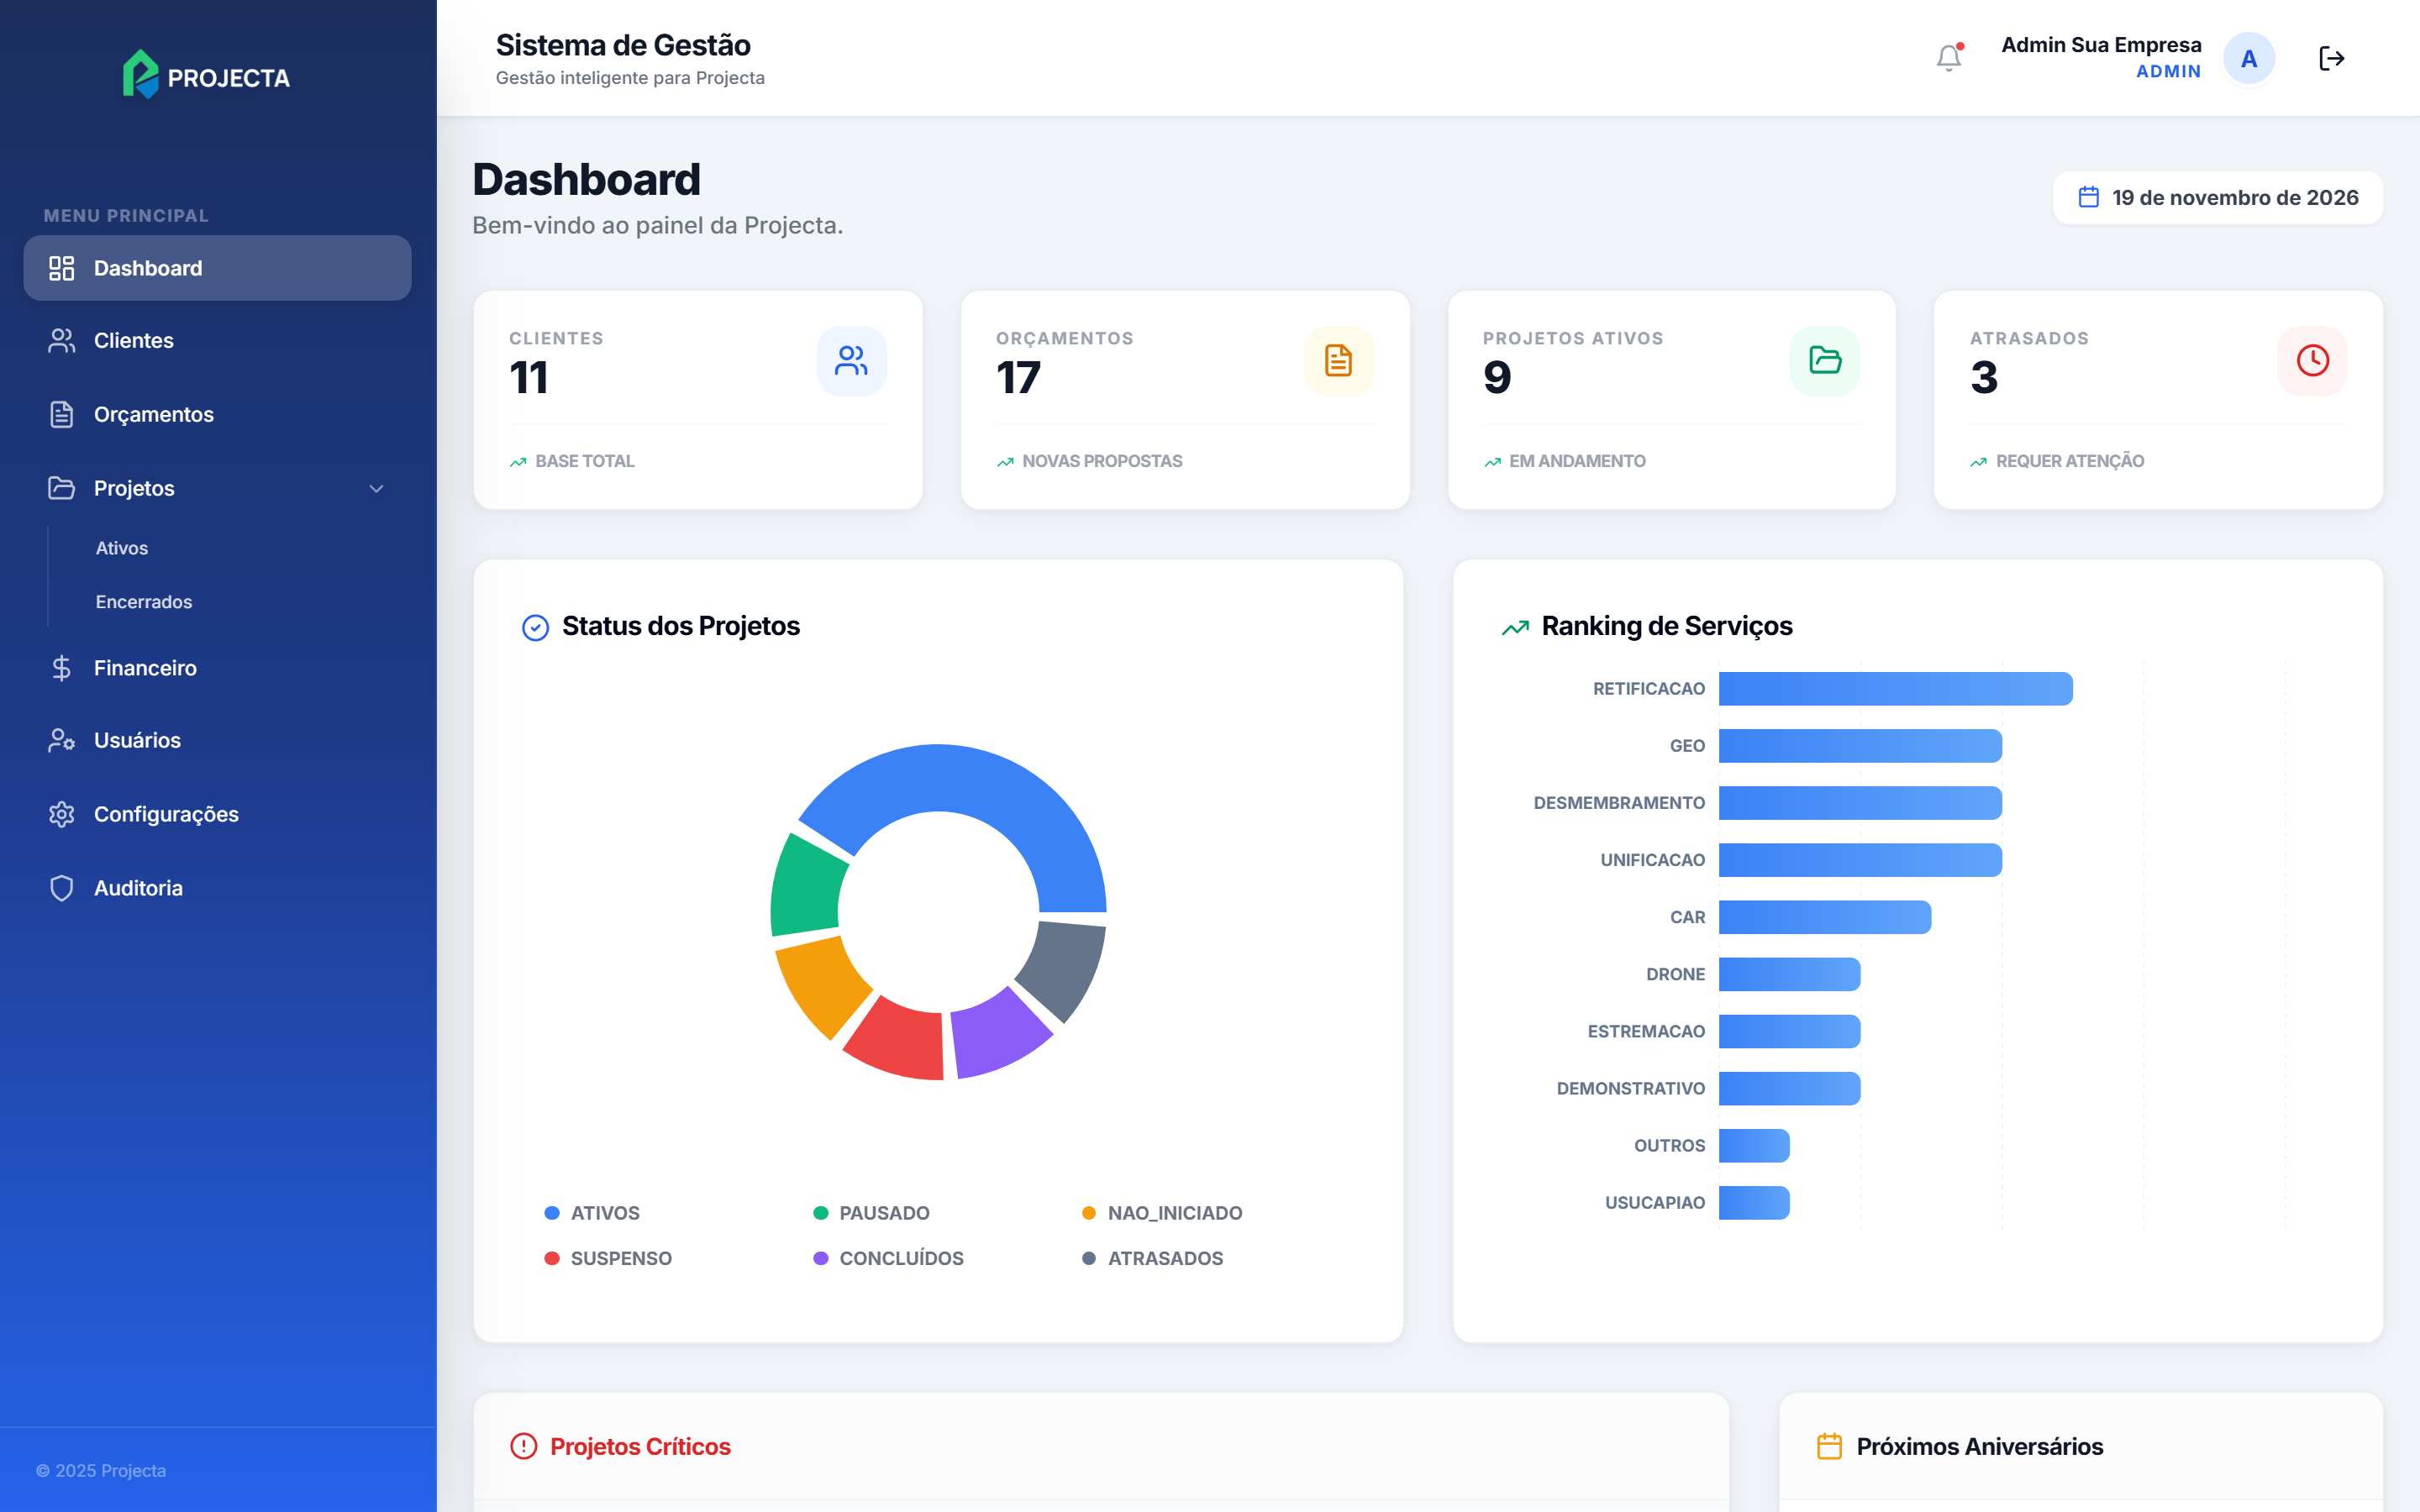 PROJECTA
MENU PRINCIPAL
Dashboard
Clientes
Orçamentos
Projetos
Ativos
Encerrados
Financeiro
Usuários
Configurações
Auditoria
© 2025 Projecta
Sistema de Gestão
Gestão inteligente para Projecta
Admin Sua Empresa
ADMIN
A
Dashboard
Bem-vindo ao painel da Projecta.
19 de novembro de 2026
CLIENTES
11
BASE TOTAL
ORÇAMENTOS
17
NOVAS PROPOSTAS
PROJETOS ATIVOS
9
EM ANDAMENTO
ATRASADOS
3
REQUER ATENÇÃO
Status dos Projetos
ATIVOS
PAUSADO
NAO_INICIADO
SUSPENSO
CONCLUÍDOS
ATRASADOS
Ranking de Serviços
RETIFICACAO
GEO
DESMEMBRAMENTO
UNIFICACAO
CAR
DRONE
ESTREMACAO
DEMONSTRATIVO
OUTROS
USUCAPIAO
Projetos Críticos
Próximos Aniversários